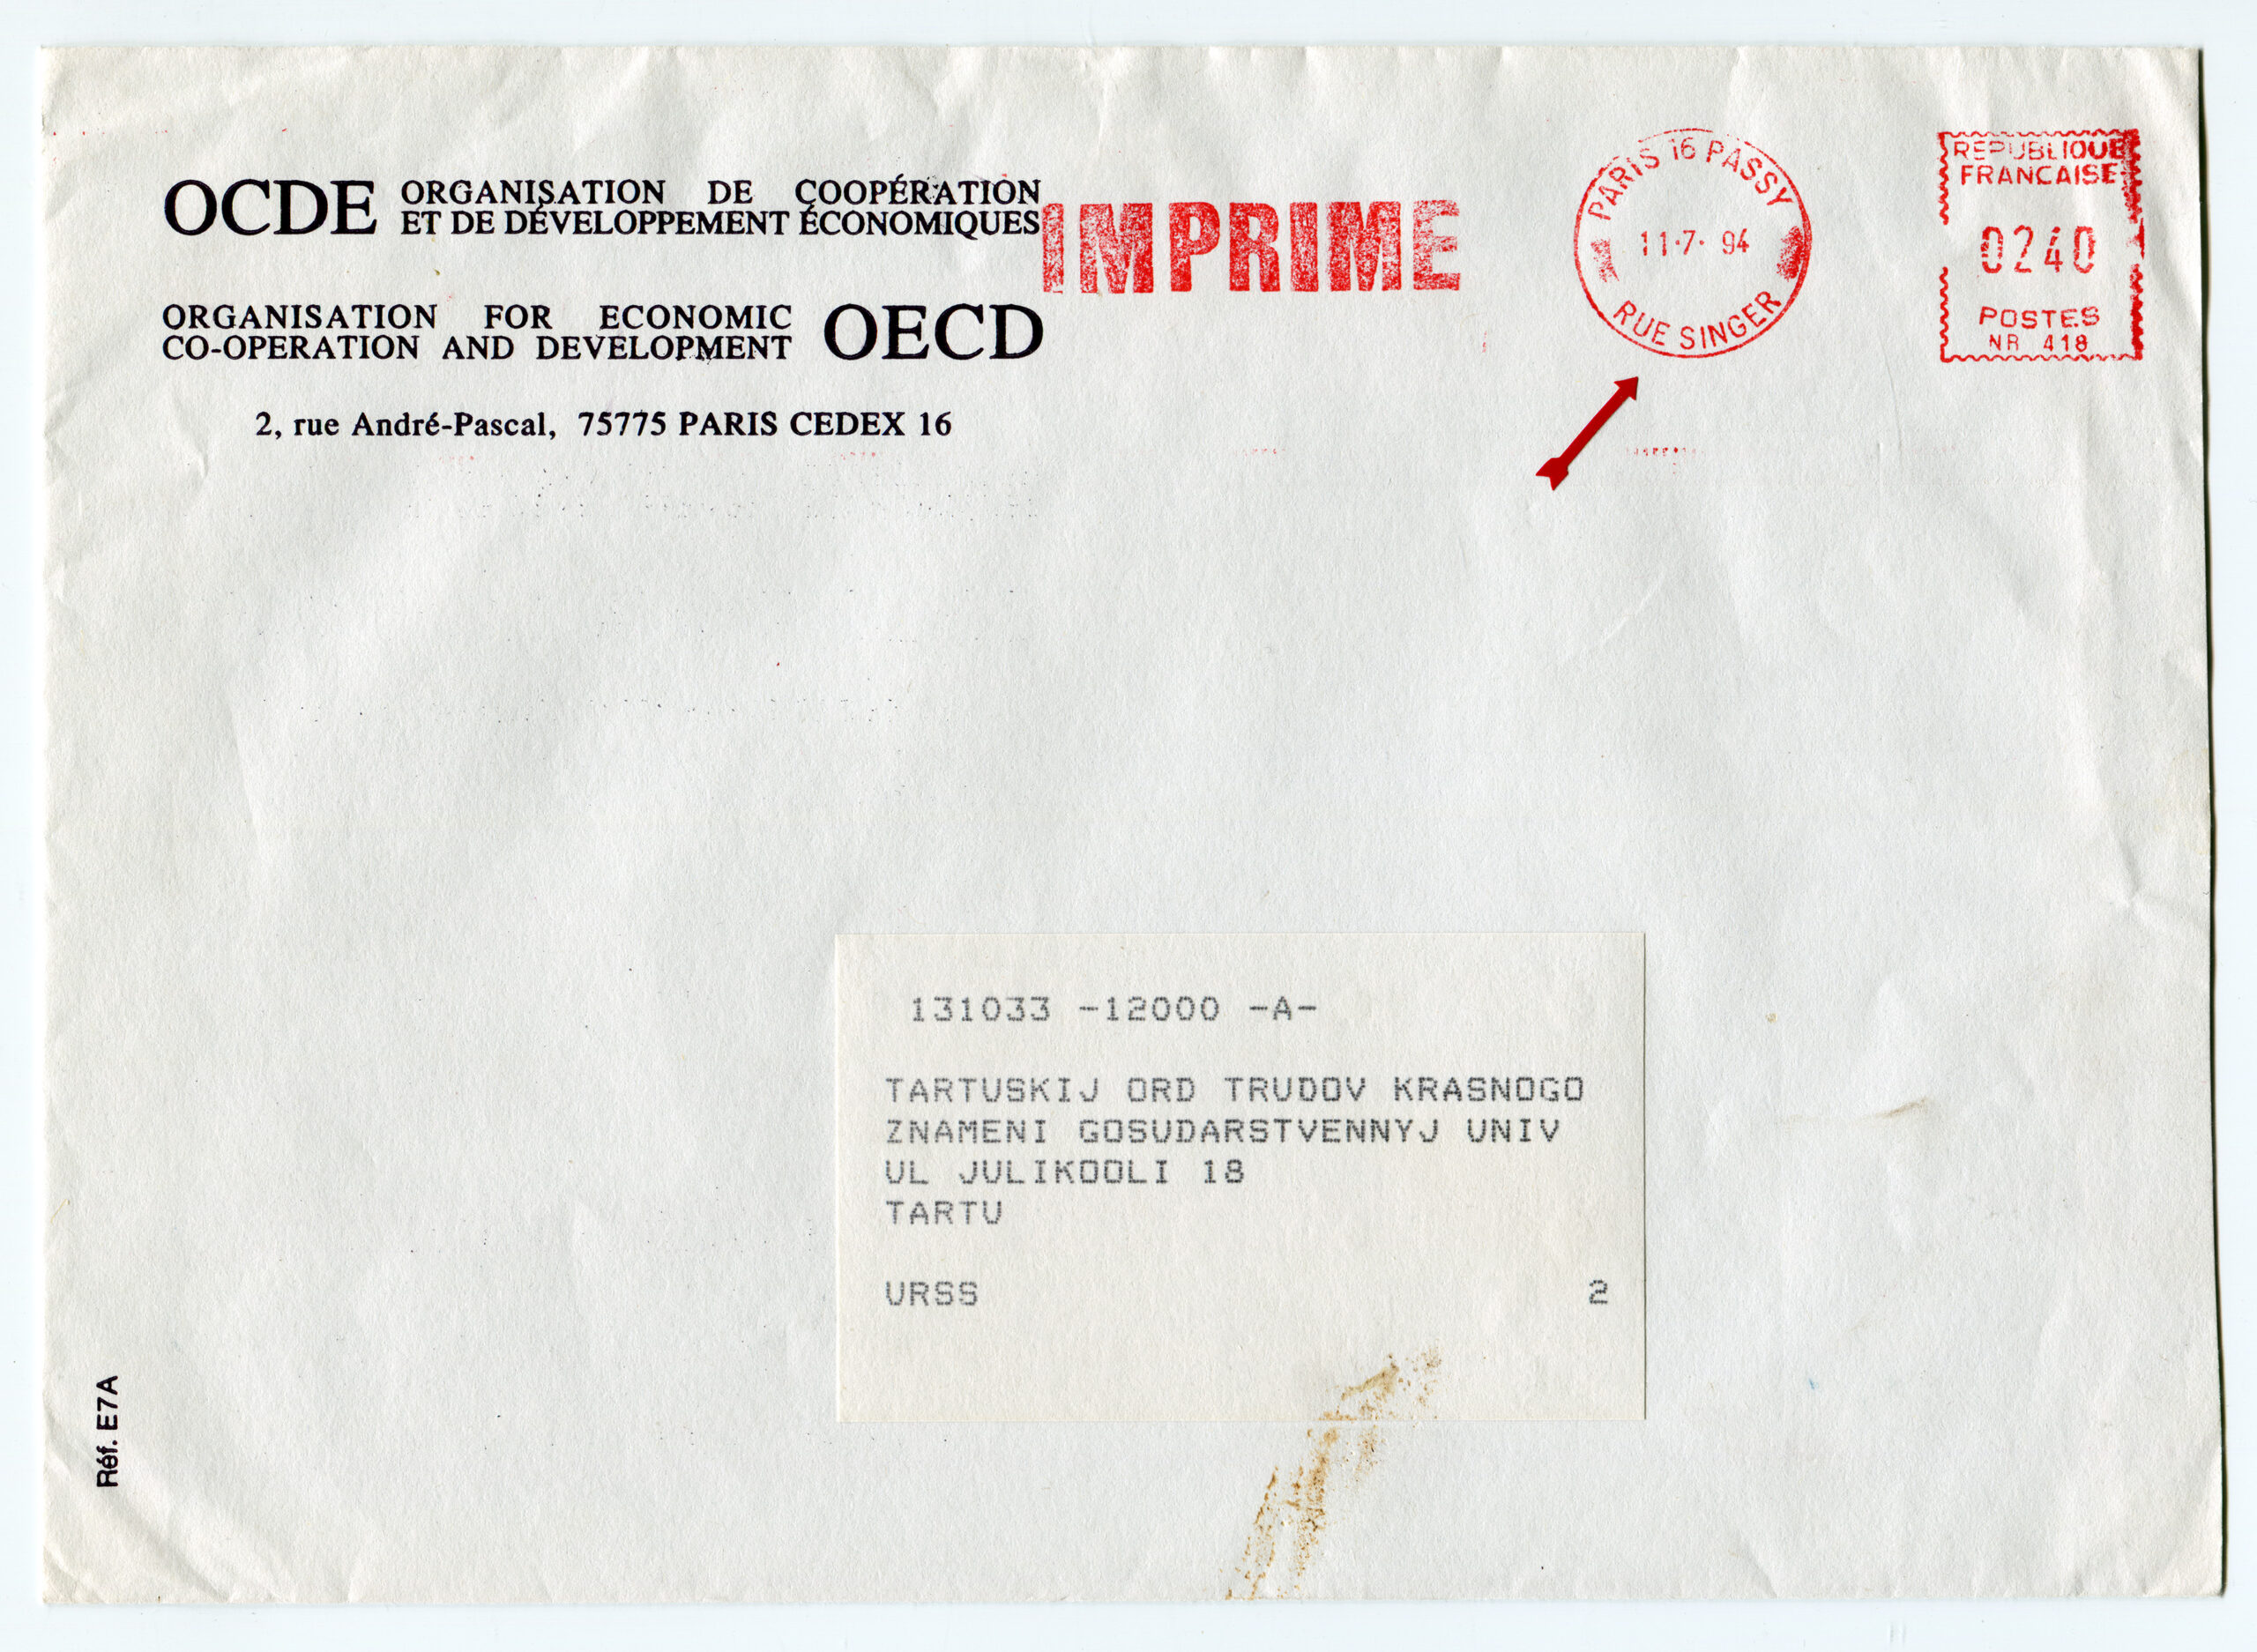 OCDE ORGANISATION DE COOPÉRATION
ET DE DÉVELOPPEMENT ÉCONOMIQUES
ORGANISATION FOR ECONOMIC
CO-OPERATION AND DEVELOPMENT OECD
2, rue André-Pascal, 75775 PARIS CEDEX 16
IMPRIME
PARIS 16 PASSY
11·7· 94
RUE SINGER
REPUBLIQUE
FRANCAISE
0240
POSTES
NR 418
131033 -12000 -A-
TARTUSKIJ ORD TRUDOV KRASNOGO
ZNAMENI GOSUDARSTVENNYJ UNIV
UL JULIKOOLI 18
TARTU
URSS 2
Réf. E7A